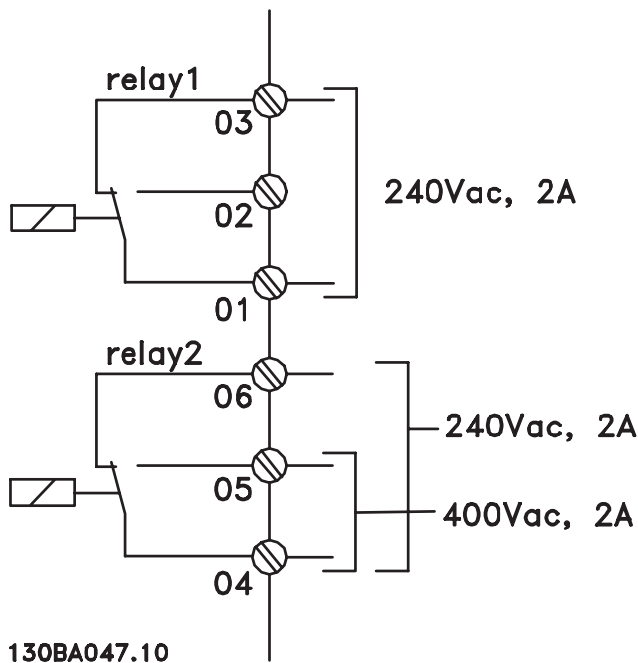 relay1
03
02
240Vac, 2A
01
relay2
06
240Vac, 2A
05
400Vac, 2A
04
130BA047.10